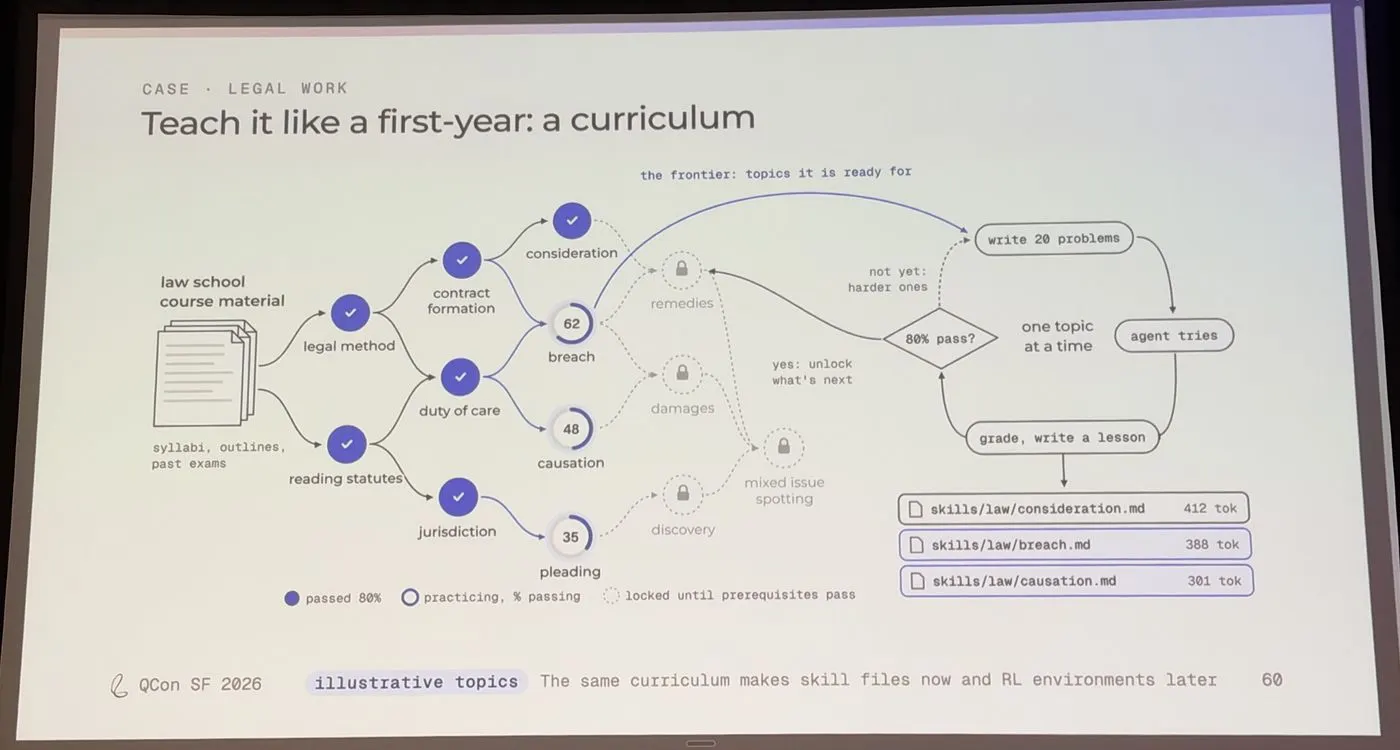 CASE · LEGAL WORK
Teach it like a first-year: a curriculum
the frontier: topics it is ready for
law school
course material
syllabi, outlines,
past exams
legal method
reading statutes
contract
formation
duty of care
jurisdiction
consideration
62
breach
48
causation
35
pleading
remedies
damages
discovery
mixed issue
spotting
write 20 problems
not yet:
harder ones
80% pass?
one topic
at a time
agent tries
yes: unlock
what's next
grade, write a lesson
skills/law/consideration.md 412 tok
skills/law/breach.md 388 tok
skills/law/causation.md 301 tok
passed 80% practicing, % passing locked until prerequisites pass
QCon SF 2026 illustrative topics The same curriculum makes skill files now and RL environments later 60